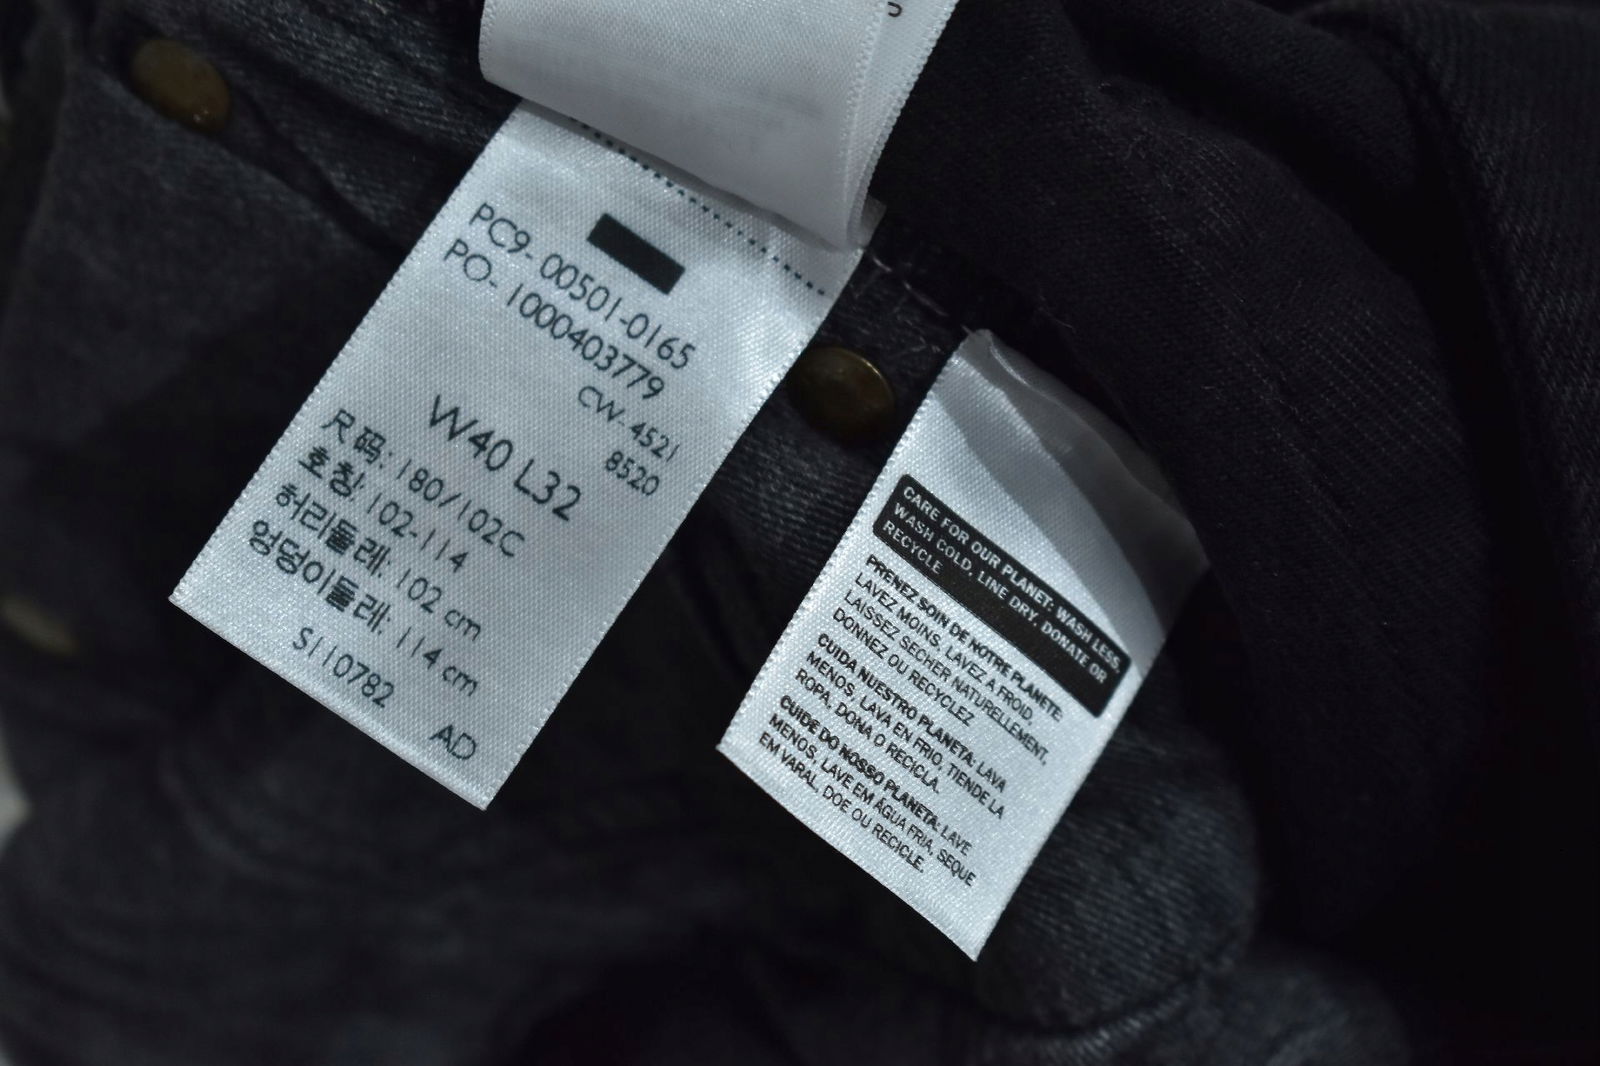 PC9- 00501-0165
PO- 1000403779
CW- 4521
8520
W40 L32
尺码: 180/102C
호칭: 102-114
허리둘레: 102 cm
엉덩이둘레: 114 cm
S110782
AD
CARE FOR OUR PLANET: WASH LESS,
WASH COLD, LINE DRY, DONATE OR
RECYCLE
PRENEZ SOIN DE NOTRE PLANETE:
LAVEZ MOINS, LAVEZ A FROID,
LAISSEZ SECHER NATURELLEMENT,
DONNEZ OU RECYCLEZ
CUIDA NUESTRO PLANETA: LAVA
MENOS, LAVA EN FRIO, TIENDE LA
ROPA, DONA O RECICLA.
CUIDE DO NOSSO PLANETA: LAVE
MENOS, LAVE EM ÁGUA FRIA, SEQUE
EM VARAL, DOE OU RECICLE.